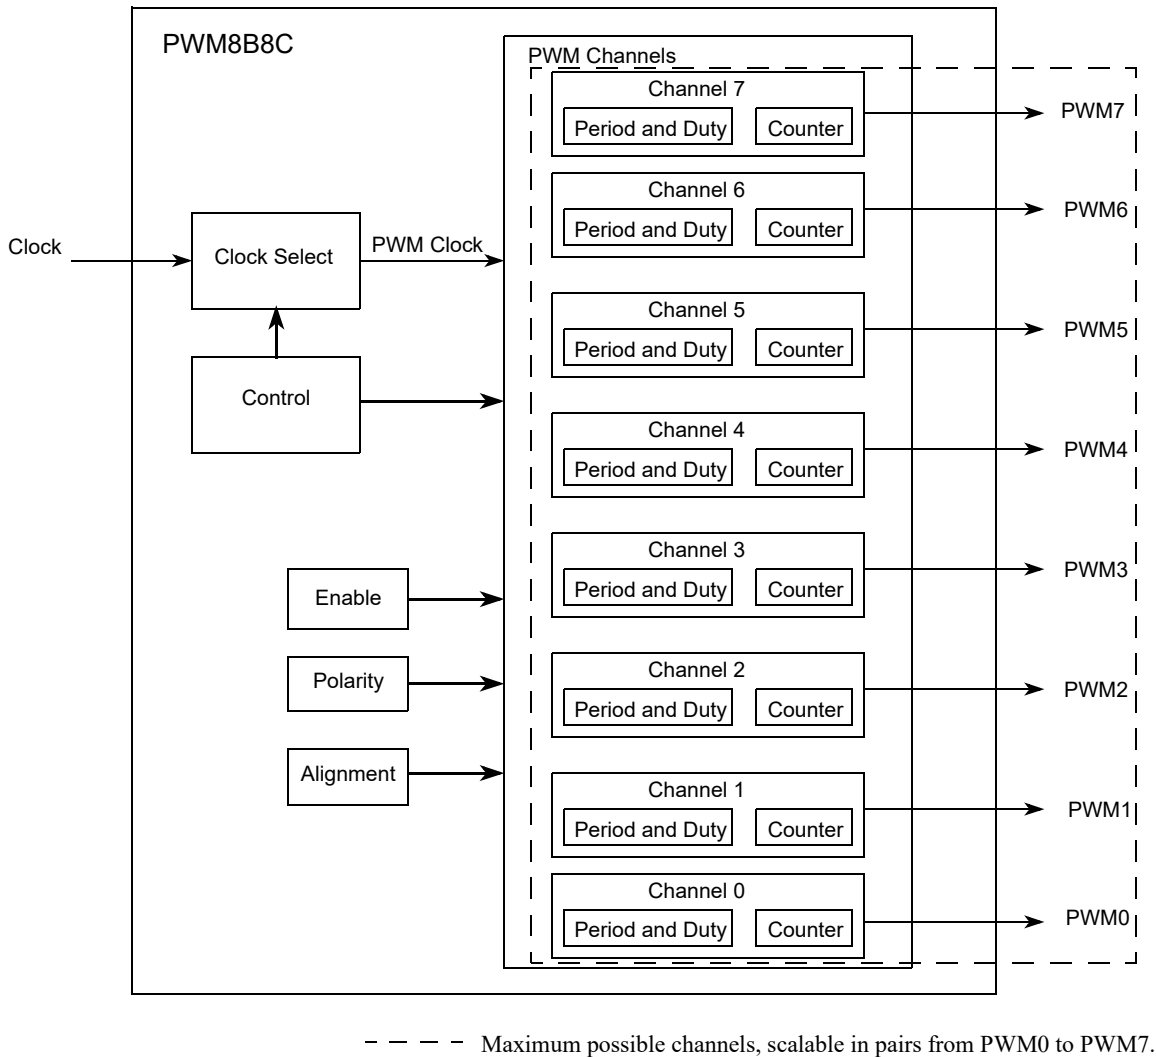 PWM8B8C
PWM Channels
Channel 7
Period and Duty
Counter
PWM7
Channel 6
Period and Duty
Counter
PWM6
Clock
Clock Select
PWM Clock
Channel 5
Period and Duty
Counter
PWM5
Control
Channel 4
Period and Duty
Counter
PWM4
Channel 3
Period and Duty
Counter
PWM3
Enable
Polarity
Channel 2
Period and Duty
Counter
PWM2
Alignment
Channel 1
Period and Duty
Counter
PWM1
Channel 0
Period and Duty
Counter
PWM0
Maximum possible channels, scalable in pairs from PWM0 to PWM7.